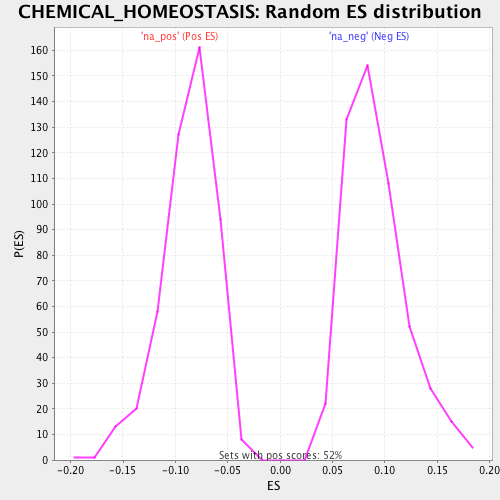 CHEMICAL_HOMEOSTASIS: Random ES distribution
'na_pos' (Pos ES)
'na_neg' (Neg ES)
160
150
140
130
120
110
100
90
80
70
60
50
40
30
20
10
0
P(ES)
Sets with pos scores: 52%
-0.20 -0.15 -0.10 -0.05 0.00 0.05 0.10 0.15 0.20
ES